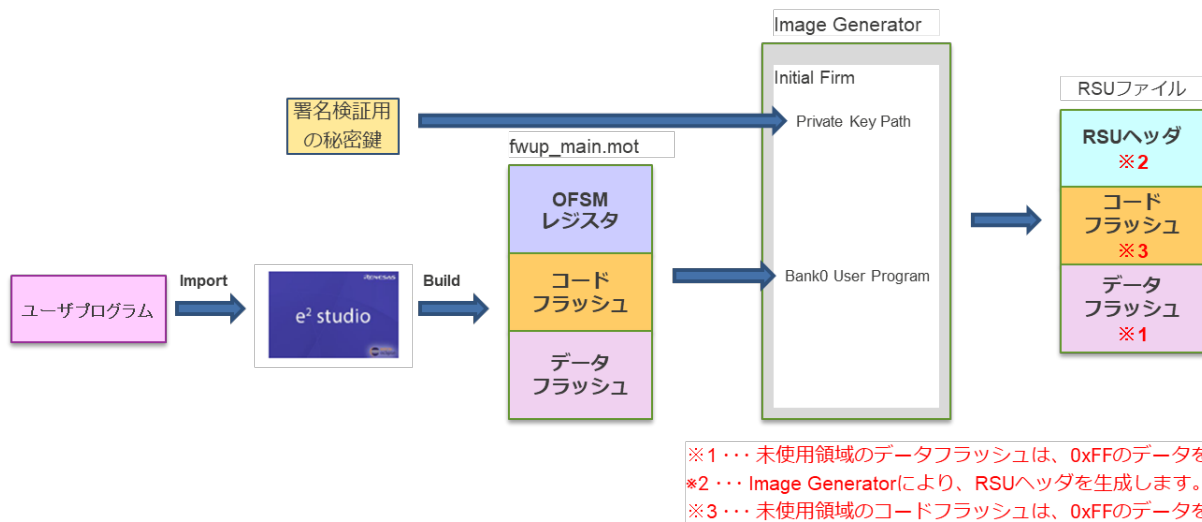 Image Generator
Initial Firm
署名検証用
の秘密鍵
Private Key Path
RSUファイル
fwup_main.mot
RSUヘッダ
※2
OFSM
レジスタ
コード
フラッシュ
※3
Import
RENESAS
Build
ユーザプログラム
e² studio
コード
フラッシュ
Bank0 User Program
データ
フラッシュ
※1
データ
フラッシュ
※1・・・未使用領域のデータフラッシュは、0xFFのデータを
※2・・・Image Generatorにより、RSUヘッダを生成します。
※3・・・未使用領域のコードフラッシュは、0xFFのデータを